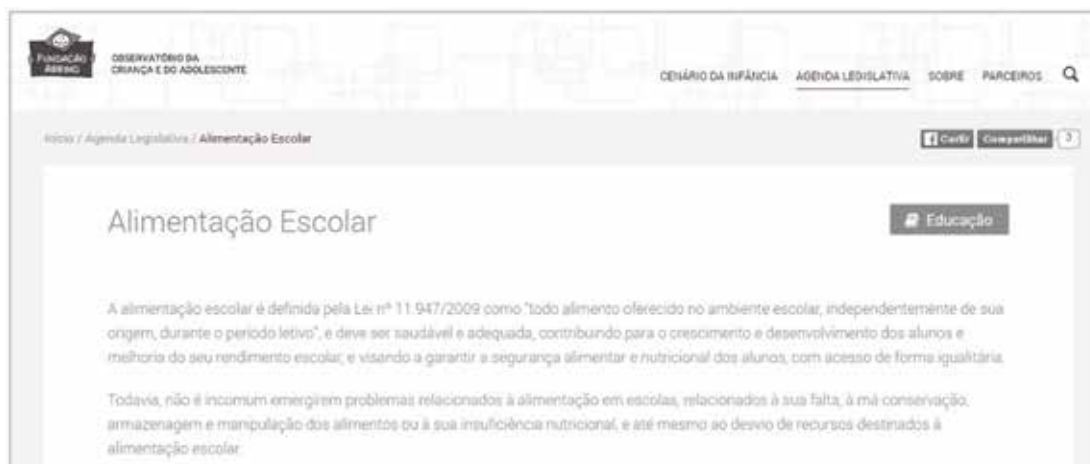 FUNDAÇÃO
ABRINQ
OBSERVATÓRIO DA
CRIANÇA E DO ADOLESCENTE
CENÁRIO DA INFÂNCIA AGENDA LEGISLATIVA SOBRE PARCEIROS
Início / Agenda Legislativa / Alimentação Escolar
Curtir Compartilhar 3
Alimentação Escolar
Educação
A alimentação escolar é definida pela Lei nº 11.947/2009 como "todo alimento oferecido no ambiente escolar, independentemente de sua
origem, durante o período letivo", e deve ser saudável e adequada, contribuindo para o crescimento e desenvolvimento dos alunos e
melhoria do seu rendimento escolar, e visando a garantir a segurança alimentar e nutricional dos alunos, com acesso de forma igualitária.
Todavia, não é incomum emergirem problemas relacionados à alimentação em escolas, relacionados à sua falta, à má conservação,
armazenagem e manipulação dos alimentos ou à sua insuficiência nutricional, e até mesmo ao desvio de recursos destinados à
alimentação escolar.